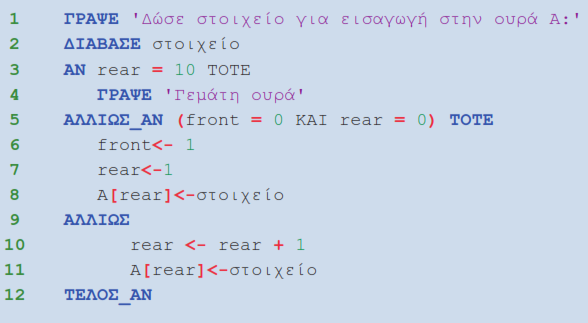 1 ΓΡΑΨΕ 'Δώσε στοιχείο για εισαγωγή στην ουρά Α:'
2 ΔΙΑΒΑΣΕ στοιχείο
3 ΑΝ rear = 10 ΤΟΤΕ
4 ΓΡΑΨΕ 'Γεμάτη ουρά'
5 ΑΛΛΙΩΣ_ΑΝ (front = 0 ΚΑΙ rear = 0) ΤΟΤΕ
6 front<- 1
7 rear<-1
8 A[rear]<-στοιχείο
9 ΑΛΛΙΩΣ
10 rear <- rear + 1
11 A[rear]<-στοιχείο
12 ΤΕΛΟΣ_ΑΝ